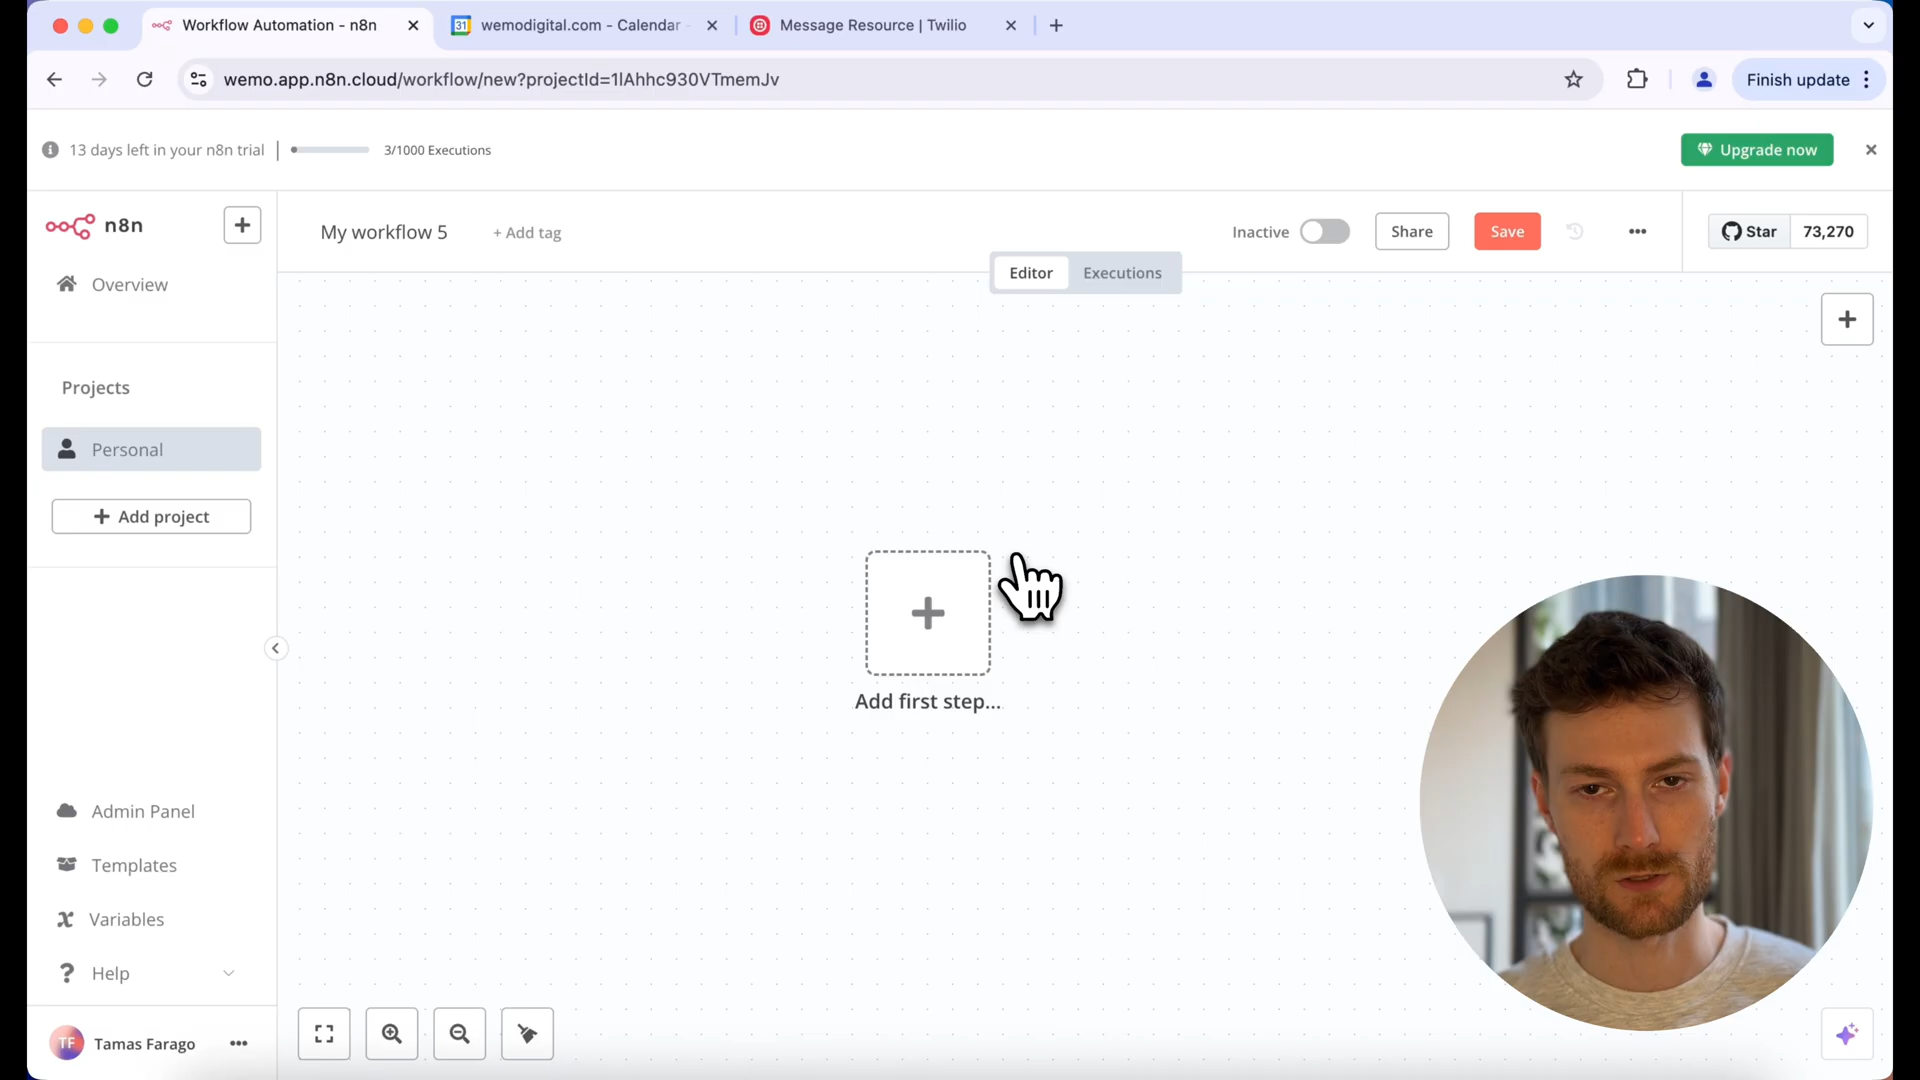 Workflow Automation - n8n
31
wemodigital.com - Calendar -
Message Resource | Twilio
wemo.app.n8n.cloud/workflow/new?projectId=1lAhhc930VTmemJv
Finish update
13 days left in your n8n trial
3/1000 Executions
Upgrade now
n8n
My workflow 5
+ Add tag
Inactive
Share
Save
Star
73,270
Editor
Executions
Overview
Projects
Personal
+ Add project
Add first step...
Admin Panel
Templates
Variables
Help
TF
Tamas Farago